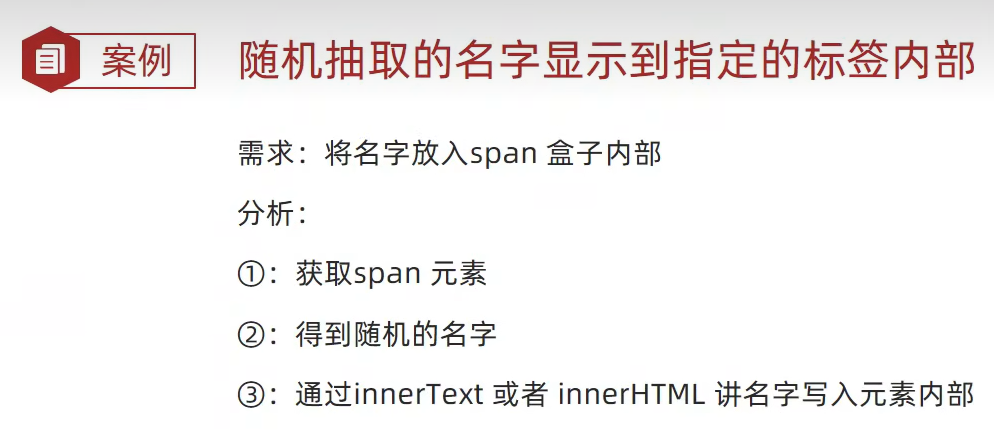 案例
随机抽取的名字显示到指定的标签内部
需求：将名字放入span 盒子内部
分析：
①：获取span 元素
②：得到随机的名字
③：通过innerText 或者 innerHTML 讲名字写入元素内部